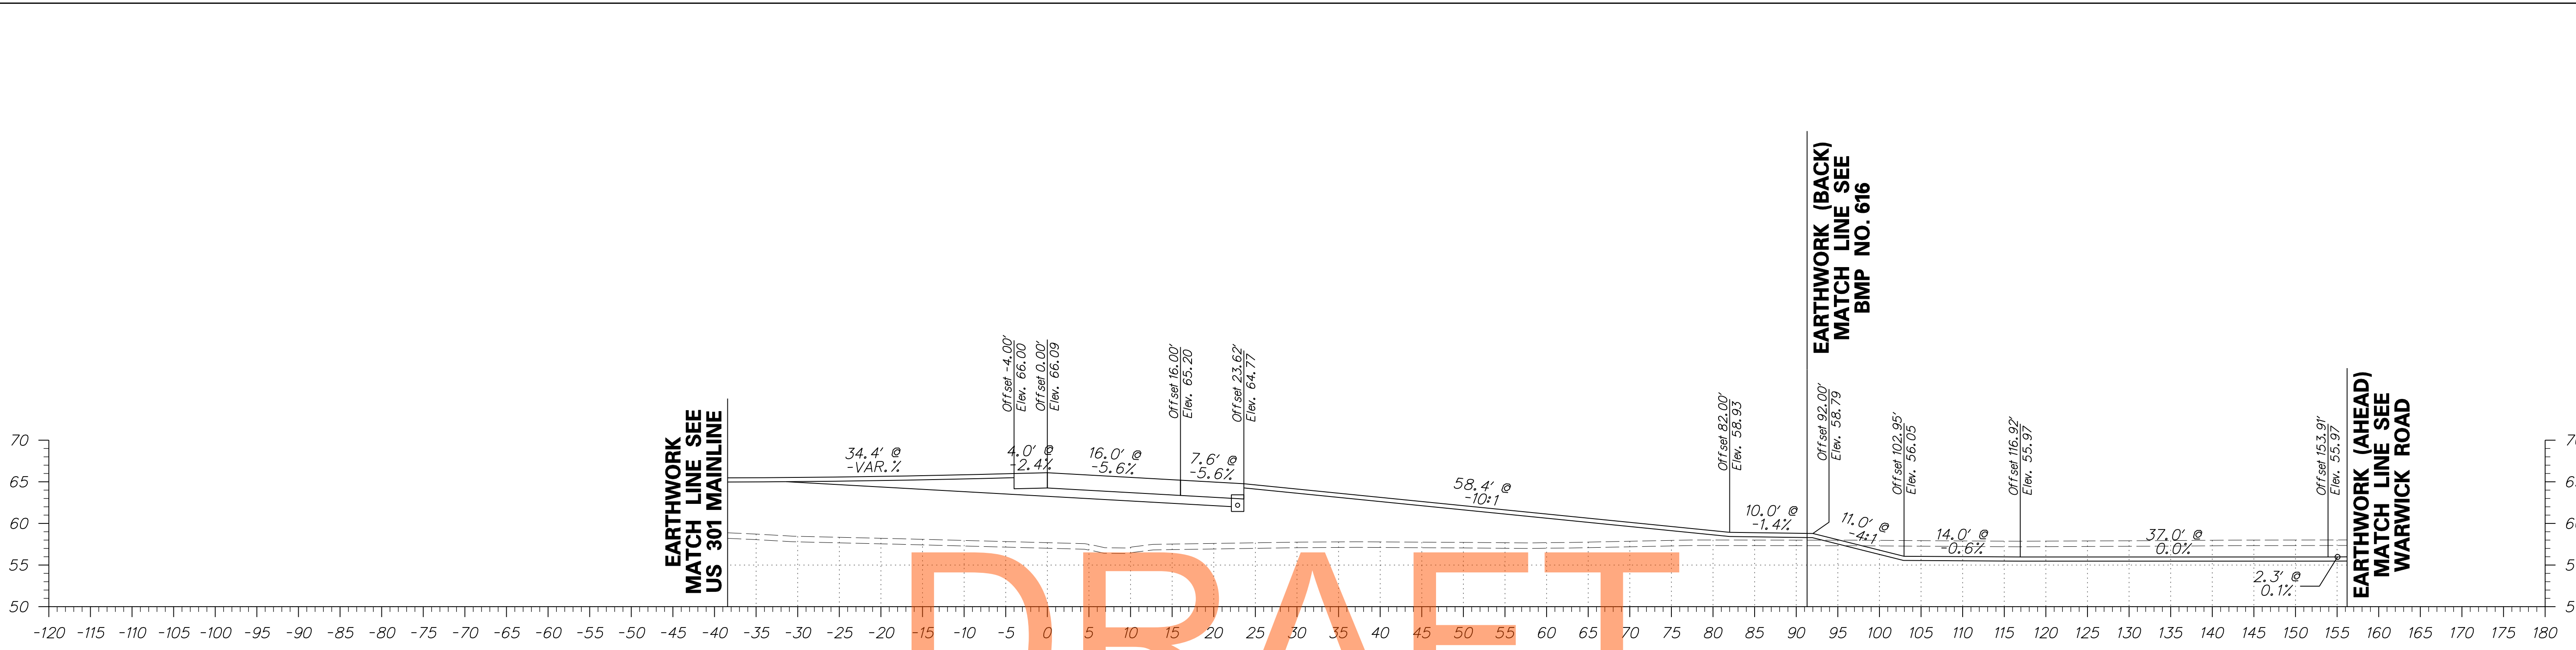 EARTHWORK (BACK)
MATCH LINE SEE
BMP NO. 616
Offset -4.00'
Elev. 66.00
Offset 0.00'
Elev. 66.09
Offset 16.00'
Elev. 65.20
Offset 23.62'
Elev. 64.77
Offset 82.00'
Elev. 58.93
Offset 92.00'
Elev. 58.79
Offset 102.95'
Elev. 56.05
Offset 116.92'
Elev. 55.97
Offset 153.91'
Elev. 55.97
EARTHWORK
MATCH LINE SEE
US 301 MAINLINE
EARTHWORK (AHEAD)
MATCH LINE SEE
WARWICK ROAD
34.4' @
-VAR.%
4.0' @
-2.4%
16.0' @
-5.6%
7.6' @
-5.6%
58.4' @
-10:1
10.0' @
-1.4%
11.0' @
-4:1
14.0' @
-0.6%
37.0' @
0.0%
2.3' @
0.1%
70
65
60
55
50
DRAFT
-120 -115 -110 -105 -100 -95 -90 -85 -80 -75 -70 -65 -60 -55 -50 -45 -40 -35 -30 -25 -20 -15 -10 -5 0 5 10 15 20 25 30 35 40 45 50 55 60 65 70 75 80 85 90 95 100 105 110 115 120 125 130 135 140 145 150 155 160 165 170 175 180